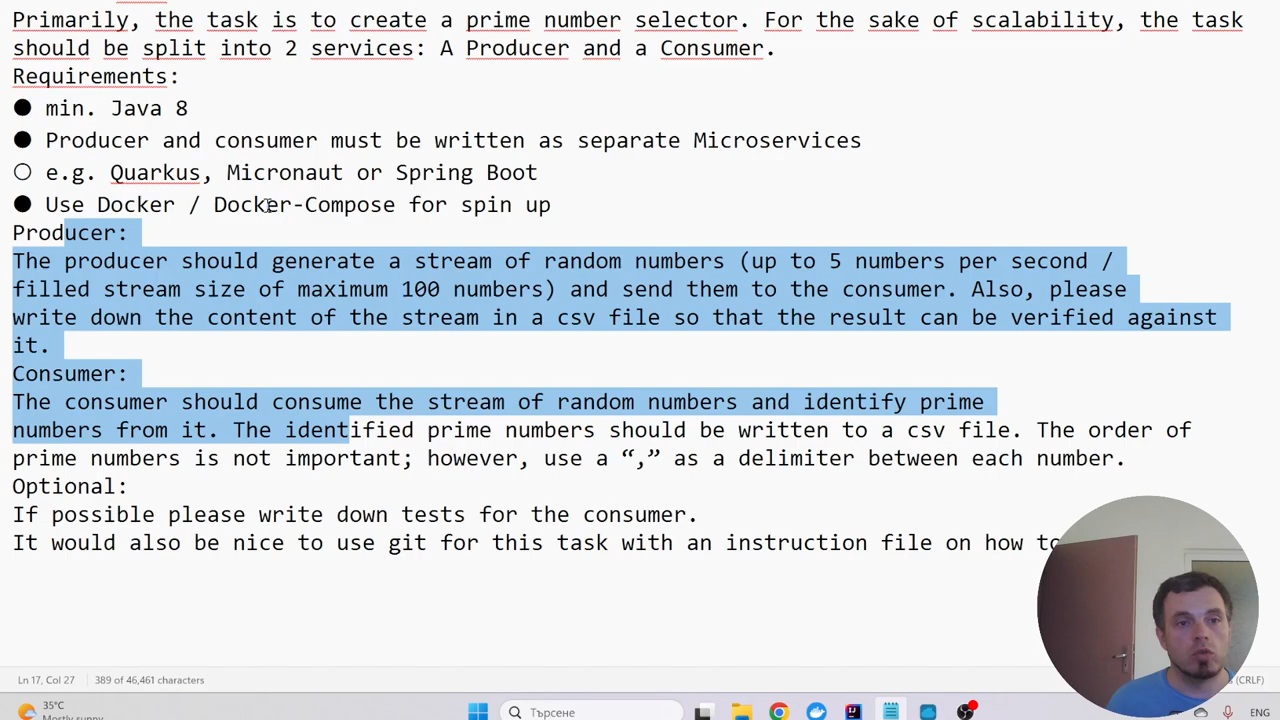 Primarily, the task is to create a prime number selector. For the sake of scalability, the task
should be split into 2 services: A Producer and a Consumer.
Requirements:
● min. Java 8
● Producer and consumer must be written as separate Microservices
○ e.g. Quarkus, Micronaut or Spring Boot
● Use Docker / Docker-Compose for spin up
Producer:
The producer should generate a stream of random numbers (up to 5 numbers per second /
filled stream size of maximum 100 numbers) and send them to the consumer. Also, please
write down the content of the stream in a csv file so that the result can be verified against
it.
Consumer:
The consumer should consume the stream of random numbers and identify prime
numbers from it. The identified prime numbers should be written to a csv file. The order of
prime numbers is not important; however, use a “,” as a delimiter between each number.
Optional:
If possible please write down tests for the consumer.
It would also be nice to use git for this task with an instruction file on how to
Ln 17, Col 27 389 of 46,461 characters (CRLF)
35°C
Mostly sunny
Търсене
ENG